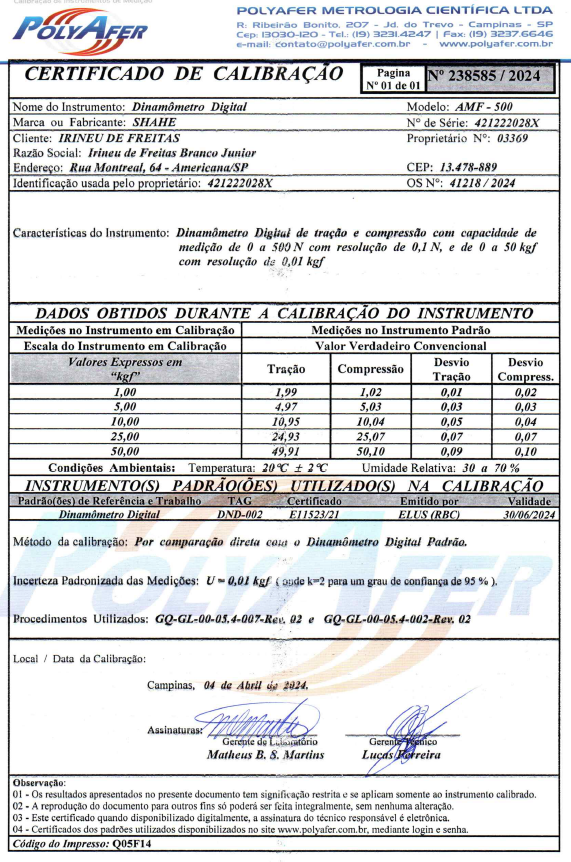 Calibração de Instrumentos de Medição
POLYAFER
POLYAFER METROLOGIA CIENTÍFICA LTDA
R: Ribeirão Bonito, 207 - Jd. do Trevo - Campinas - SP
Cep: 13030-120 - Tel.: (19) 3231.4247 | Fax: (19) 3237.6646
e-mail: contato@polyafer.com.br - www.polyafer.com.br
CERTIFICADO DE CALIBRAÇÃO
Pagina
Nº 01 de 01
Nº 238585 / 2024
Nome do Instrumento: Dinamômetro Digital Modelo: AMF - 500
Marca ou Fabricante: SHAHE Nº de Série: 421222028X
Cliente: IRINEU DE FREITAS Proprietário Nº: 03369
Razão Social: Irineu de Freitas Branco Junior
Endereço: Rua Montreal, 64 - Americana/SP CEP: 13.478-889
Identificação usada pelo proprietário: 421222028X OS Nº: 41218 / 2024
Características do Instrumento: Dinamômetro Digital de tração e compressão com capacidade de
medição de 0 a 500 N com resolução de 0,1 N, e de 0 a 50 kgf
com resolução de 0,01 kgf
DADOS OBTIDOS DURANTE A CALIBRAÇÃO DO INSTRUMENTO
Medições no Instrumento em Calibração Medições no Instrumento Padrão
Escala do Instrumento em Calibração Valor Verdadeiro Convencional
Valores Expressos em
"kgf"
Tração Compressão Desvio Tração Desvio Compress.
1,00 1,99 1,02 0,01 0,02
5,00 4,97 5,03 0,03 0,03
10,00 10,95 10,04 0,05 0,04
25,00 24,93 25,07 0,07 0,07
50,00 49,91 50,10 0,09 0,10
Condições Ambientais: Temperatura: 20°C ± 2°C Umidade Relativa: 30 a 70 %
INSTRUMENTO(S) PADRÃO(ÕES) UTILIZADO(S) NA CALIBRAÇÃO
Padrão(ões) de Referência e Trabalho TAG Certificado Emitido por Validade
Dinamômetro Digital DND-002 E11523/21 ELUS (RBC) 30/06/2024
Método da calibração: Por comparação direta com o Dinamômetro Digital Padrão.
Incerteza Padronizada das Medições: U = 0,01 kgf ( onde k=2 para um grau de confiança de 95 % ).
POLYAFER
Procedimentos Utilizados: GQ-GL-00-05.4-007-Rev. 02 e GQ-GL-00-05.4-002-Rev. 02
Local / Data da Calibração:
Campinas, 04 de Abril de 2024.
Assinaturas:
Gerente de Laboratório Gerente Técnico
Matheus B. S. Martins Lucas Ferreira
Observação:
01 - Os resultados apresentados no presente documento tem significação restrita e se aplicam somente ao instrumento calibrado.
02 - A reprodução do documento para outros fins só poderá ser feita integralmente, sem nenhuma alteração.
03 - Este certificado quando disponibilizado digitalmente, a assinatura do técnico responsável é eletrônica.
04 - Certificados dos padrões utilizados disponibilizados no site www.polyafer.com.br, mediante login e senha.
Código do Impresso: Q05F14